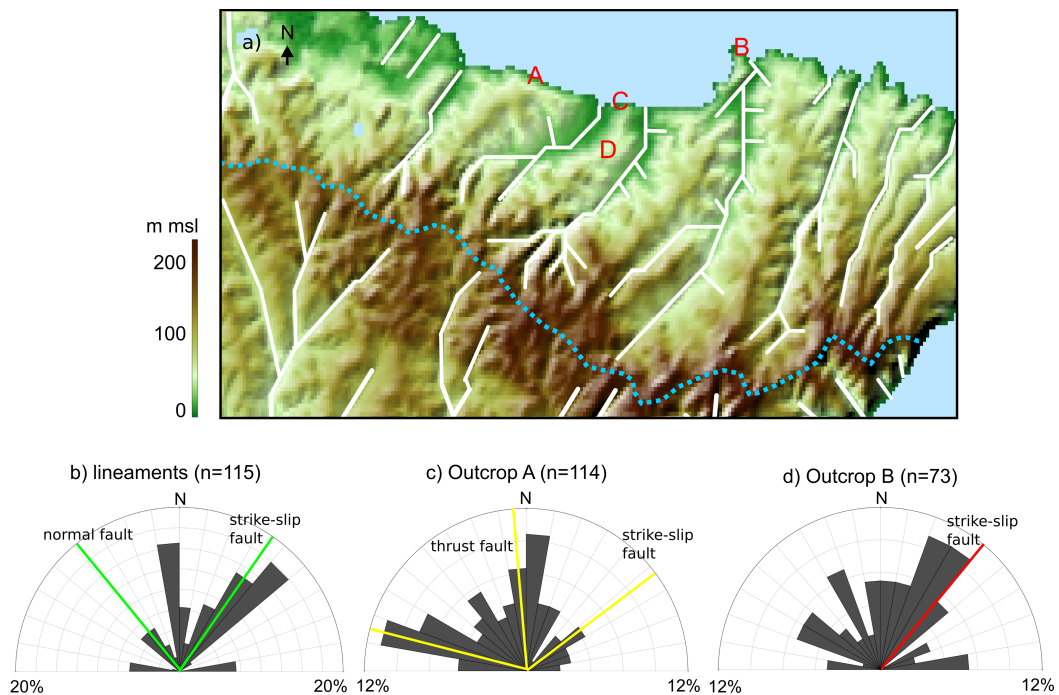 N
a)
A
B
C
D
m msl
200
100
0
b) lineaments (n=115)
N
normal fault
strike-slip
fault
20%
20%
c) Outcrop A (n=114)
N
thrust fault
strike-slip
fault
12%
12%
d) Outcrop B (n=73)
N
strike-slip
fault
12%
12%